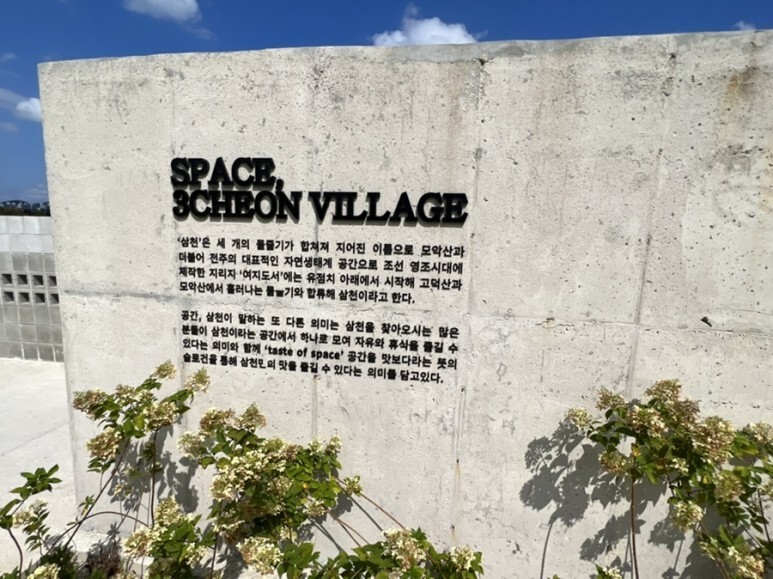 SPACE,
3CHEON VILLAGE
'삼천'은 세 개의 물줄기가 합쳐져 지어진 이름으로 모악산과
더불어 전주의 대표적인 자연생태계 공간으로 조선 영조시대에
제작한 지리지 '여지도서'에는 유점치 아래에서 시작해 고덕산과
모악산에서 흘러나는 물줄기와 합류해 삼천이라고 한다.
공간, 삼천이 말하는 또 다른 의미는 삼천을 찾아오시는 많은
분들이 삼천이라는 공간에서 하나로 모여 자유와 휴식을 즐길 수
있다는 의미와 함께 'taste of space' 공간을 맛보다라는 뜻의
슬로건을 통해 삼천만의 맛을 즐길 수 있다는 의미를 담고있다.